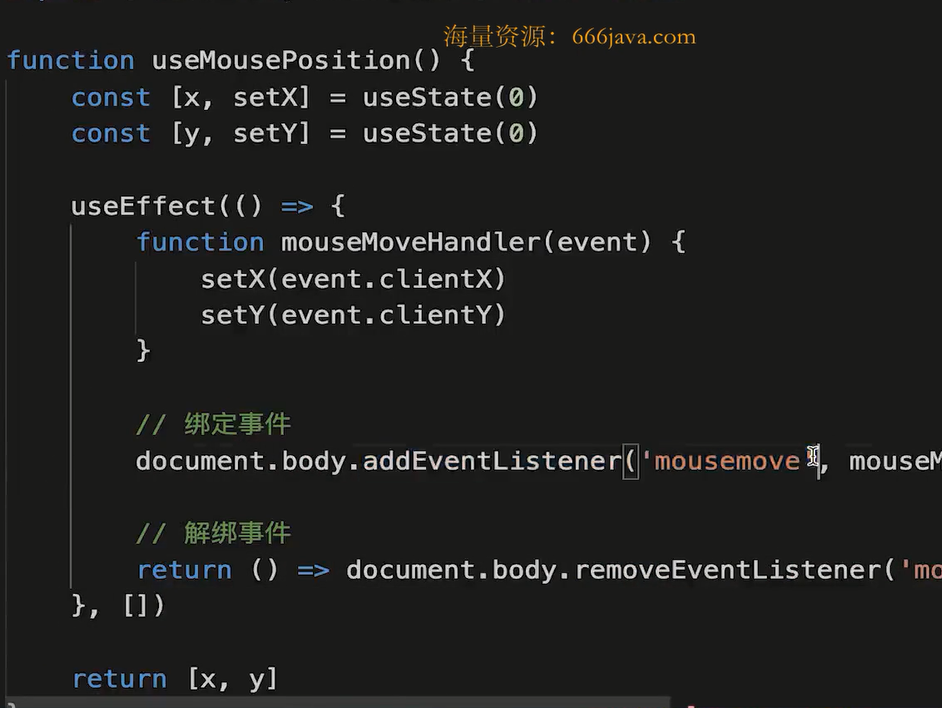 海量资源：666java.com
function useMousePosition() {
const [x, setX] = useState(0)
const [y, setY] = useState(0)
useEffect(() => {
function mouseMoveHandler(event) {
setX(event.clientX)
setY(event.clientY)
}
// 绑定事件
document.body.addEventListener('mousemove', mouseM
// 解绑事件
return () => document.body.removeEventListener('mo
}, [])
return [x, y]